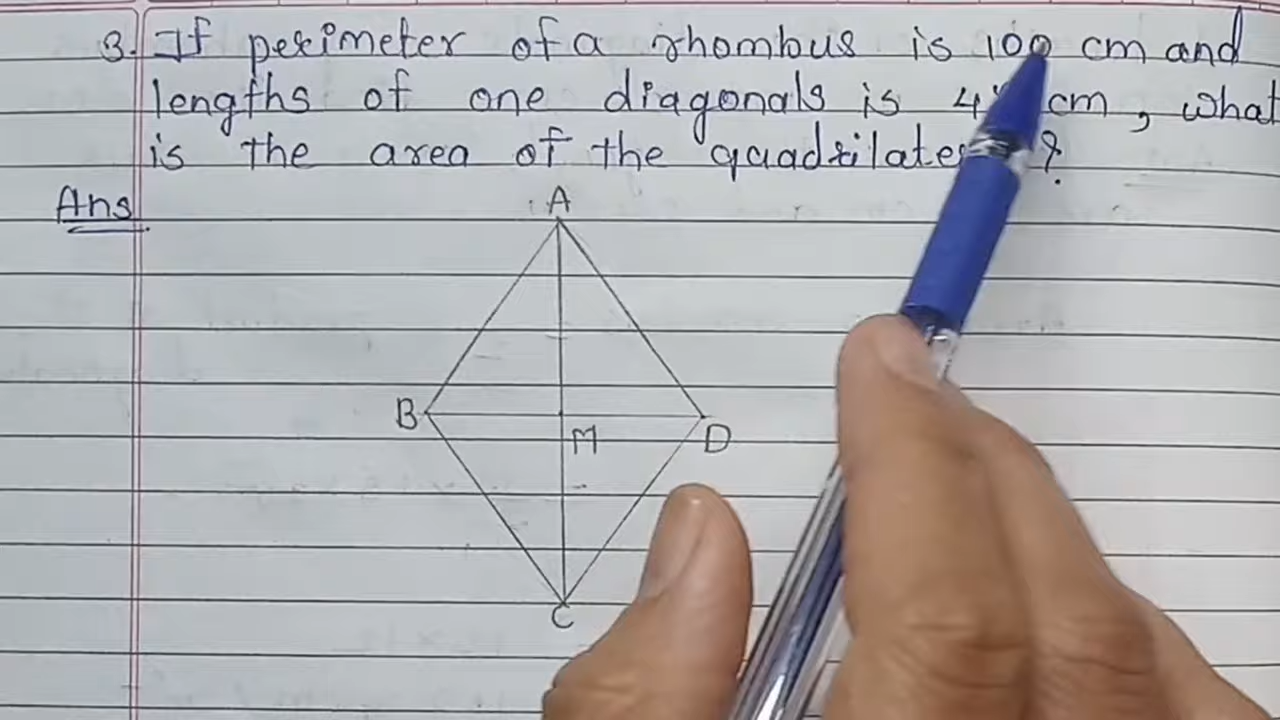 3. If perimeter of a rhombus is 100 cm and
lengths of one diagonals is cm, what
is the area of the ?
Ans
A
B
M
D
C